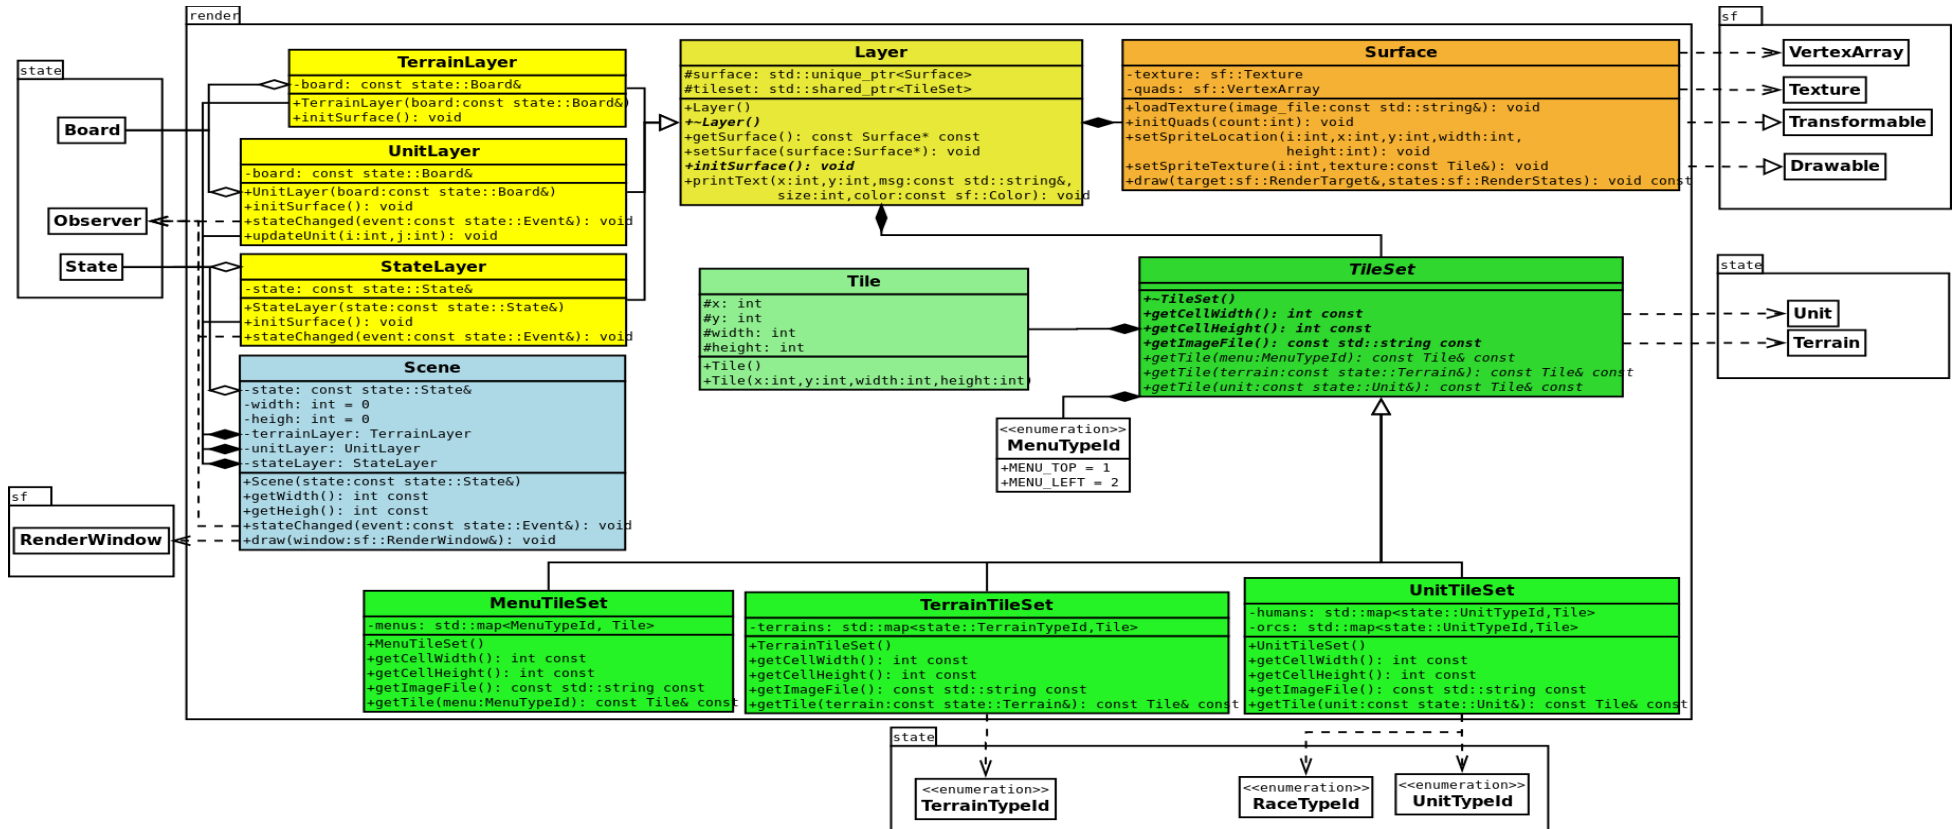 render
sf
state
TerrainLayer
-board: const state::Board&
+TerrainLayer(board:const state::Board&)
+initSurface(): void
Board
UnitLayer
-board: const state::Board&
+UnitLayer(board:const state::Board&)
+initSurface(): void
+stateChanged(event:const state::Event&): void
+updateUnit(i:int,j:int): void
Observer
State
StateLayer
-state: const state::State&
+StateLayer(state:const state::State&)
+initSurface(): void
+stateChanged(event:const state::Event&): void
Scene
-state: const state::State&
-width: int = 0
-heigh: int = 0
-terrainLayer: TerrainLayer
-unitLayer: UnitLayer
-stateLayer: StateLayer
+Scene(state:const state::State&)
+getWidth(): int const
+getHeigh(): int const
+stateChanged(event:const state::Event&): void
+draw(window:sf::RenderWindow&): void
sf
RenderWindow
Layer
#surface: std::unique_ptr<Surface>
#tileset: std::shared_ptr<TileSet>
+Layer()
+~Layer()
+getSurface(): const Surface* const
+setSurface(surface:Surface*): void
+initSurface(): void
+printText(x:int,y:int,msg:const std::string&,
size:int,color:const sf::Color): void
Surface
-texture: sf::Texture
-quads: sf::VertexArray
+loadTexture(image_file:const std::string&): void
+initQuads(count:int): void
+setSpriteLocation(i:int,x:int,y:int,width:int,
height:int): void
+setSpriteTexture(i:int,texture:const Tile&): void
+draw(target:sf::RenderTarget&,states:sf::RenderStates): void const
VertexArray
Texture
Transformable
Drawable
Tile
#x: int
#y: int
#width: int
#height: int
+Tile()
+Tile(x:int,y:int,width:int,height:int)
TileSet
+~TileSet()
+getCellWidth(): int const
+getCellHeight(): int const
+getImageFile(): const std::string const
+getTile(menu:MenuTypeId): const Tile& const
+getTile(terrain:const state::Terrain&): const Tile& const
+getTile(unit:const state::Unit&): const Tile& const
state
Unit
Terrain
<<enumeration>>
MenuTypeId
+MENU_TOP = 1
+MENU_LEFT = 2
MenuTileSet
-menus: std::map<MenuTypeId, Tile>
+MenuTileSet()
+getCellWidth(): int const
+getCellHeight(): int const
+getImageFile(): const std::string const
+getTile(menu:MenuTypeId): const Tile& const
TerrainTileSet
-terrains: std::map<state::TerrainTypeId,Tile>
+TerrainTileSet()
+getCellWidth(): int const
+getCellHeight(): int const
+getImageFile(): const std::string const
+getTile(terrain:const state::Terrain&): const Tile& const
UnitTileSet
-humans: std::map<state::UnitTypeId,Tile>
-orcs: std::map<state::UnitTypeId,Tile>
+UnitTileSet()
+getCellWidth(): int const
+getCellHeight(): int const
+getImageFile(): const std::string const
+getTile(unit:const state::Unit&): const Tile& const
state
<<enumeration>>
TerrainTypeId
<<enumeration>>
RaceTypeId
<<enumeration>>
UnitTypeId